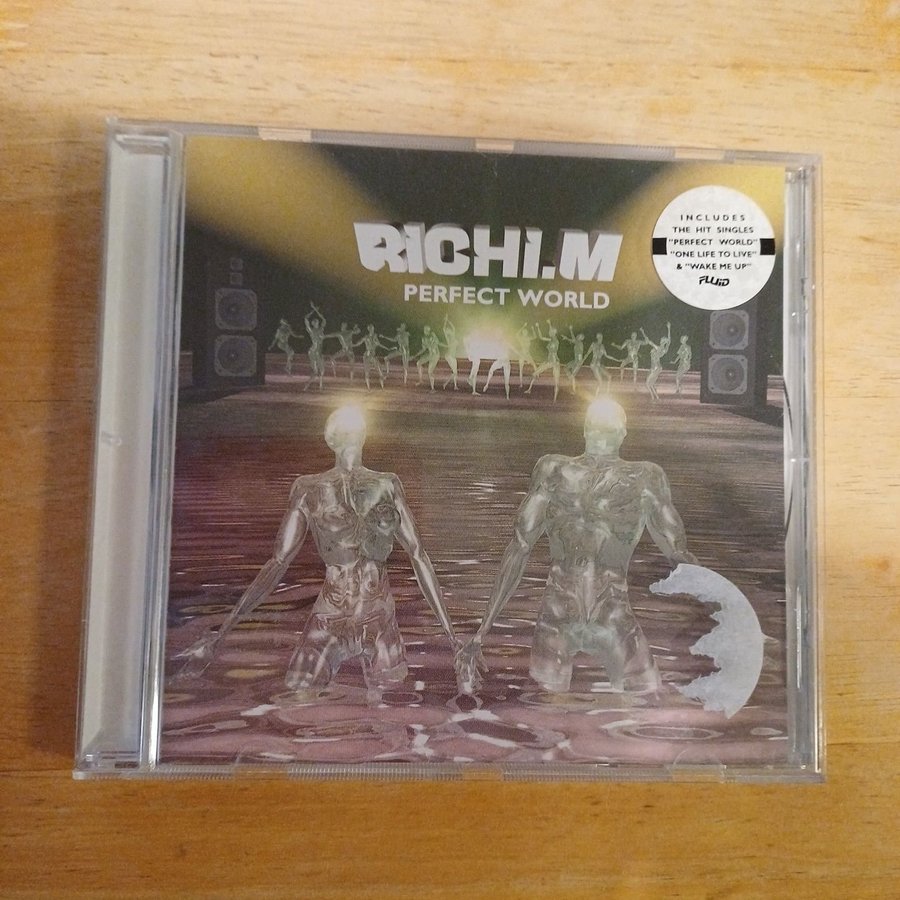 RICHI.M
PERFECT WORLD
INCLUDES
THE HIT SINGLES
"PERFECT WORLD"
"ONE LIFE TO LIVE"
& "WAKE ME UP"
FLUID